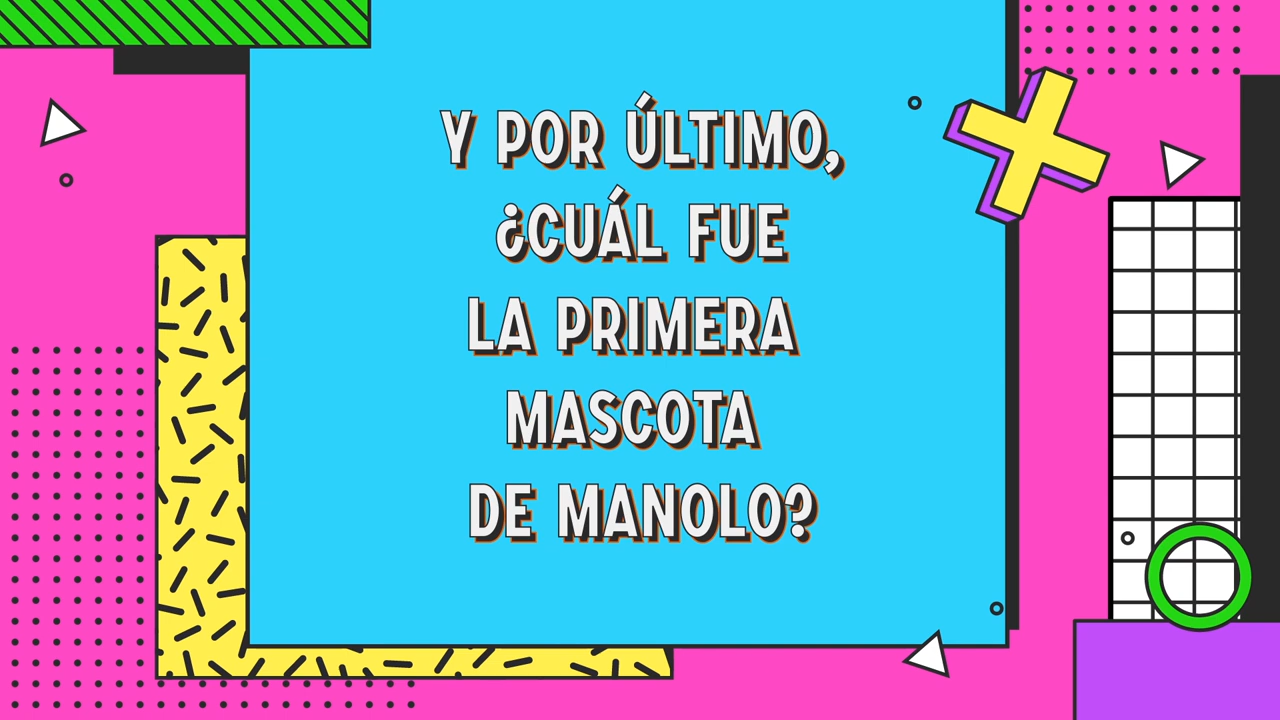 Y POR ÚLTIMO,
¿CUÁL FUE
LA PRIMERA
MASCOTA
DE MANOLO?